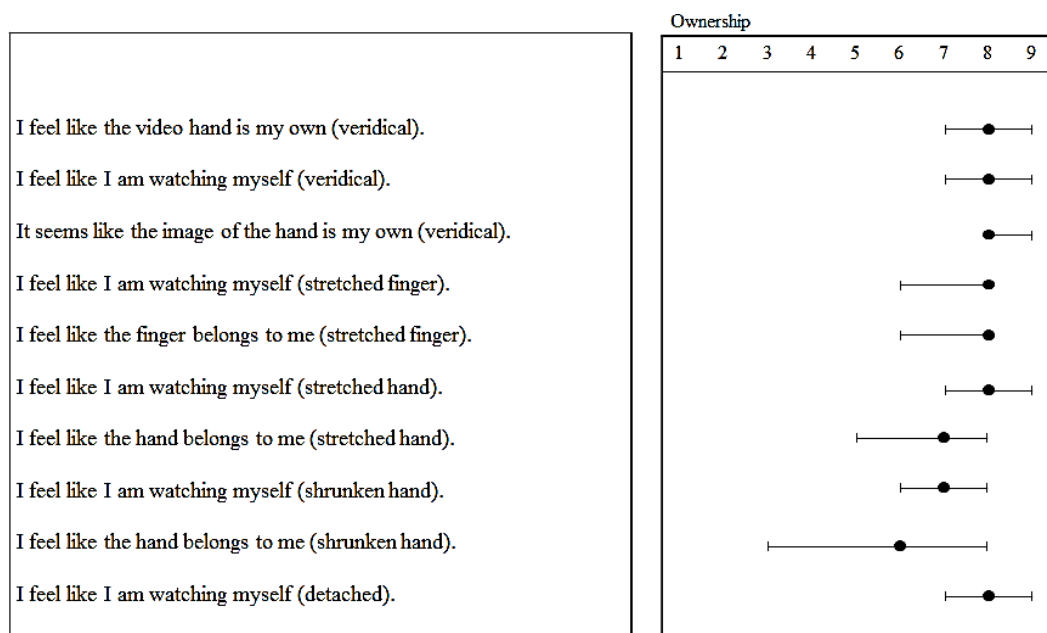 Ownership
1 2 3 4 5 6 7 8 9
I feel like the video hand is my own (veridical).
I feel like I am watching myself (veridical).
It seems like the image of the hand is my own (veridical).
I feel like I am watching myself (stretched finger).
I feel like the finger belongs to me (stretched finger).
I feel like I am watching myself (stretched hand).
I feel like the hand belongs to me (stretched hand).
I feel like I am watching myself (shrunken hand).
I feel like the hand belongs to me (shrunken hand).
I feel like I am watching myself (detached).